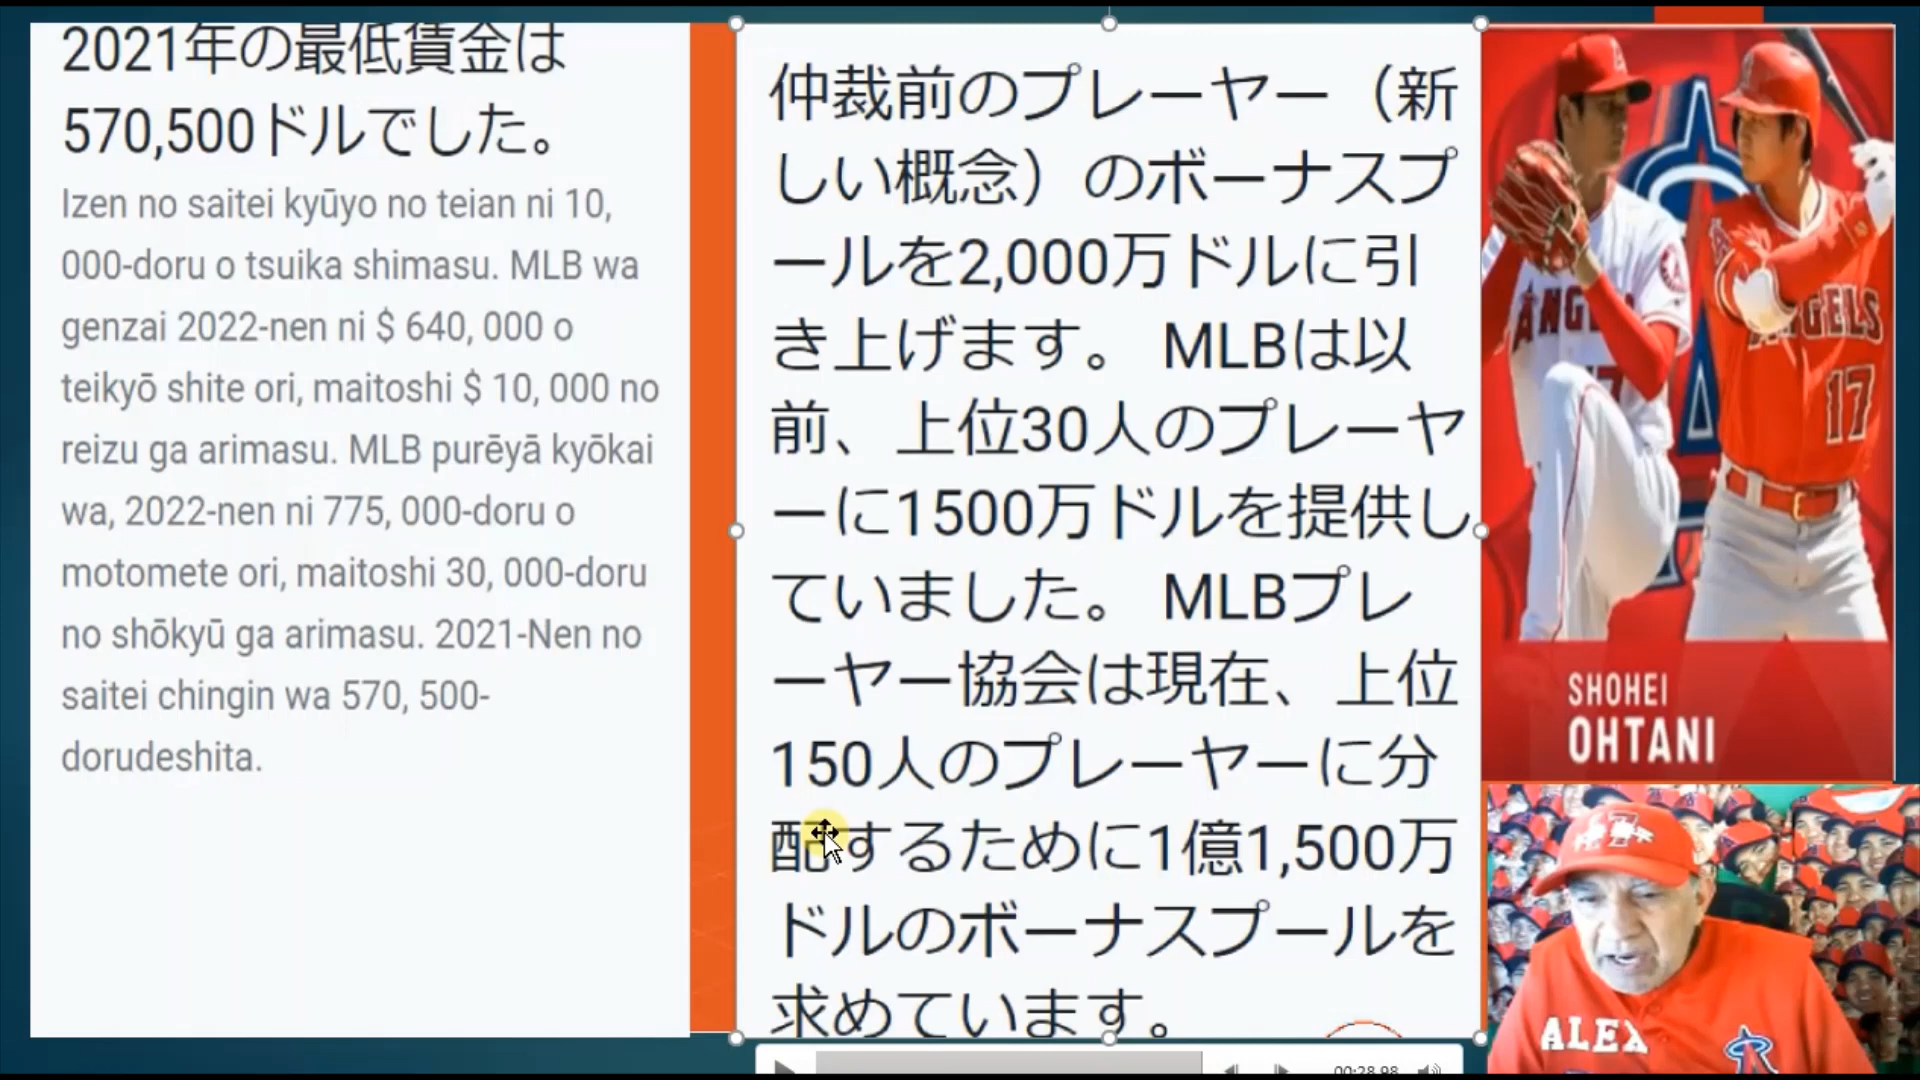 2021年の最低賃金は
570,500ドルでした。
Izen no saitei kyūyo no teian ni 10,
000-doru o tsuika shimasu. MLB wa
genzai 2022-nen ni $ 640, 000 o
teikyō shite ori, maitoshi $ 10, 000 no
reizu ga arimasu. MLB purēyā kyōkai
wa, 2022-nen ni 775, 000-doru o
motomete ori, maitoshi 30, 000-doru
no shōkyū ga arimasu. 2021-Nen no
saitei chingin wa 570, 500-
dorudeshita.
仲裁前のプレーヤー（新
しい概念）のボーナスプ
ールを2,000万ドルに引
き上げます。 MLBは以
前、上位30人のプレーヤ
ーに1500万ドルを提供し
ていました。 MLBプレ
ーヤー協会は現在、上位
150人のプレーヤーに分
配するために1億1,500万
ドルのボーナスプールを
求めています。
ANGELS
17
SHOHEI
OHTANI
ALEX
00:28.98